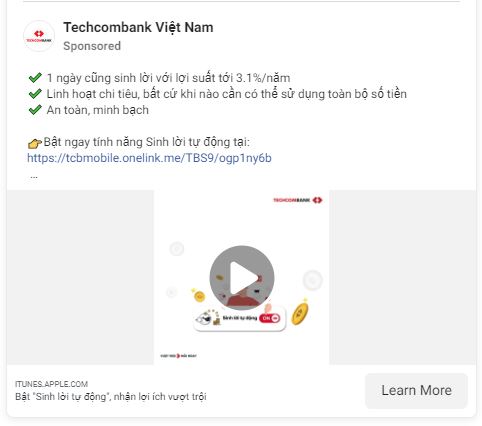 TECHCOMBANK
Techcombank Việt Nam
Sponsored
✔ 1 ngày cũng sinh lời với lợi suất tới 3.1%/năm
✔ Linh hoạt chi tiêu, bất cứ khi nào cần có thể sử dụng toàn bộ số tiền
✔ An toàn, minh bạch
👉Bật ngay tính năng Sinh lời tự động tại:
https://tcbmobile.onelink.me/TBS9/ogp1ny6b
...
TECHCOMBANK
Sinh lời tự động ON
ITUNES.APPLE.COM
Bật "Sinh lời tự động", nhận lợi ích vượt trội
Learn More